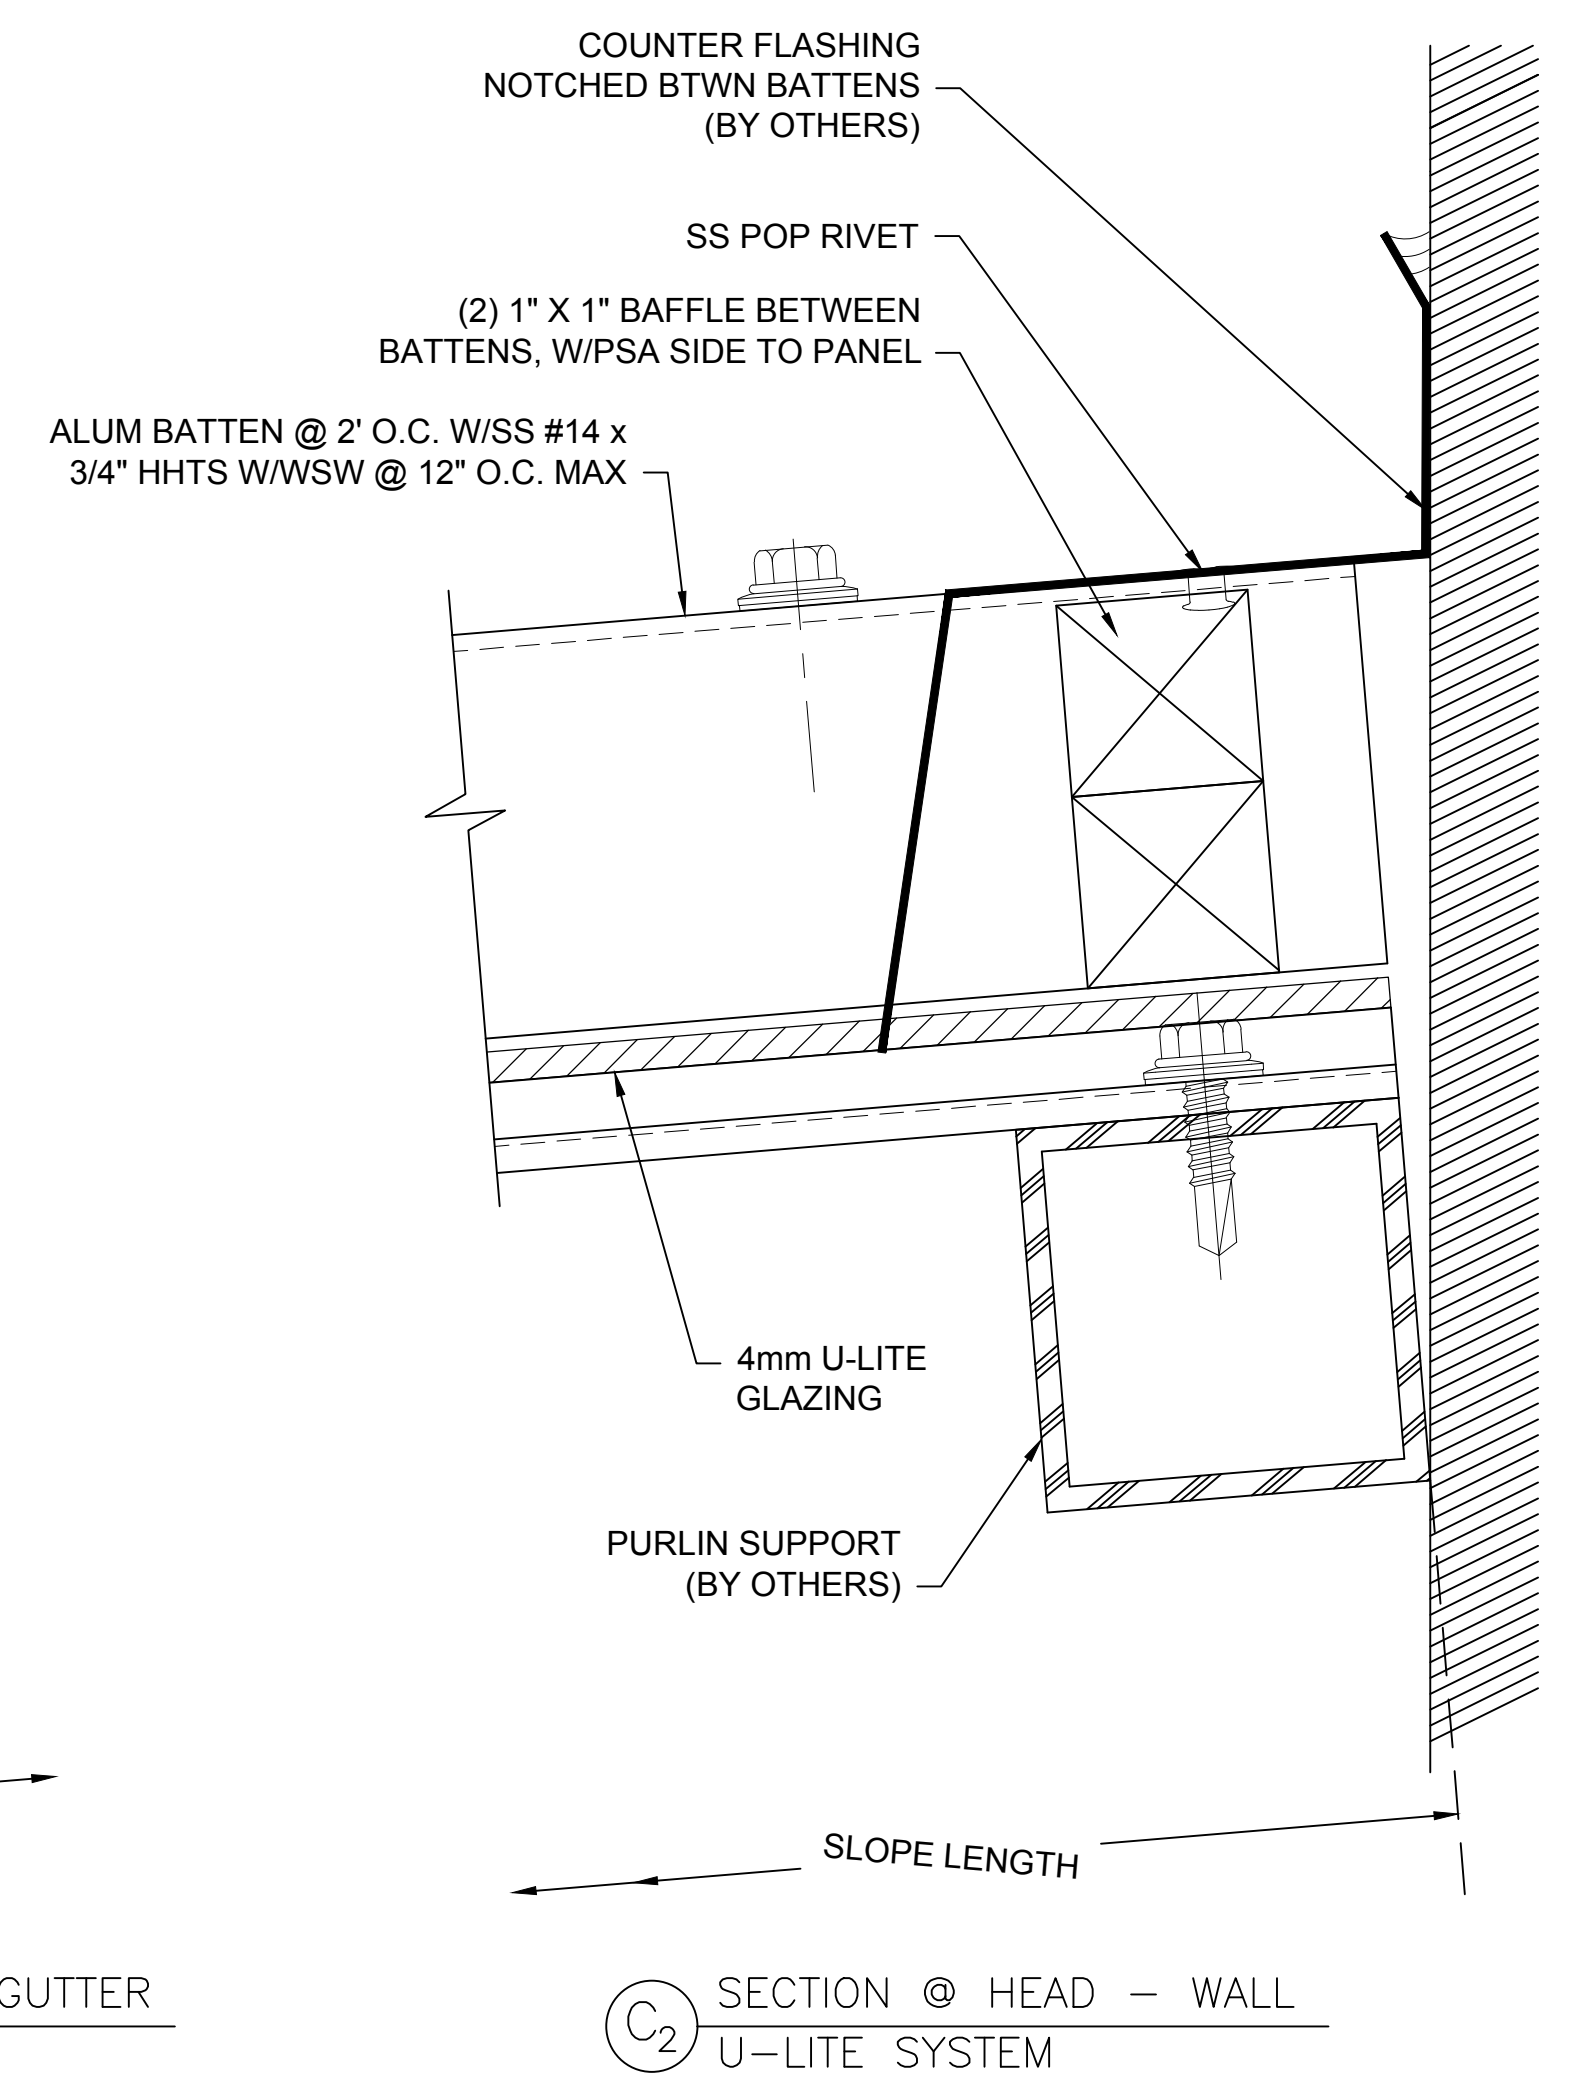 COUNTER FLASHING
NOTCHED BTWN BATTENS
(BY OTHERS)
SS POP RIVET
(2) 1" X 1" BAFFLE BETWEEN
BATTENS, W/PSA SIDE TO PANEL
ALUM BATTEN @ 2' O.C. W/SS #14 x
3/4" HHTS W/WSW @ 12" O.C. MAX
4mm U-LITE
GLAZING
PURLIN SUPPORT
(BY OTHERS)
SLOPE LENGTH
GUTTER
C2
SECTION @ HEAD - WALL
U-LITE SYSTEM